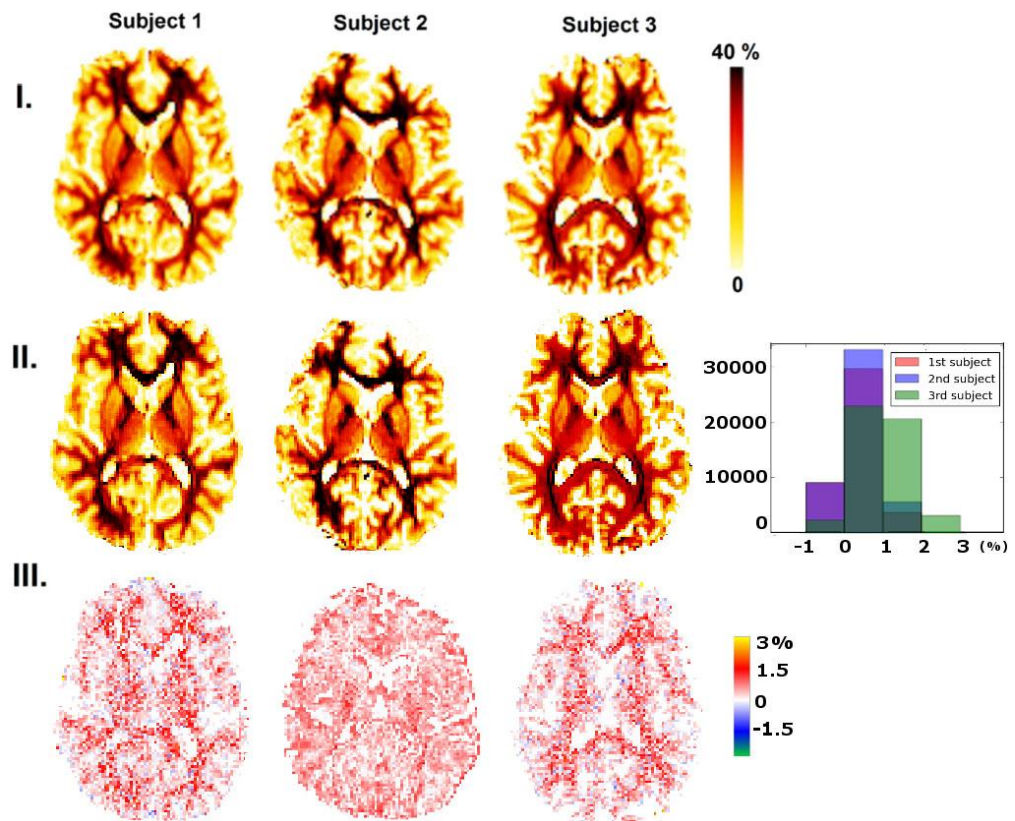 Subject 1
Subject 2
Subject 3
I.
40 %
0
II.
30000
20000
10000
0
1st subject
2nd subject
3rd subject
-1 0 1 2 3 (%)
III.
3%
1.5
0
-1.5